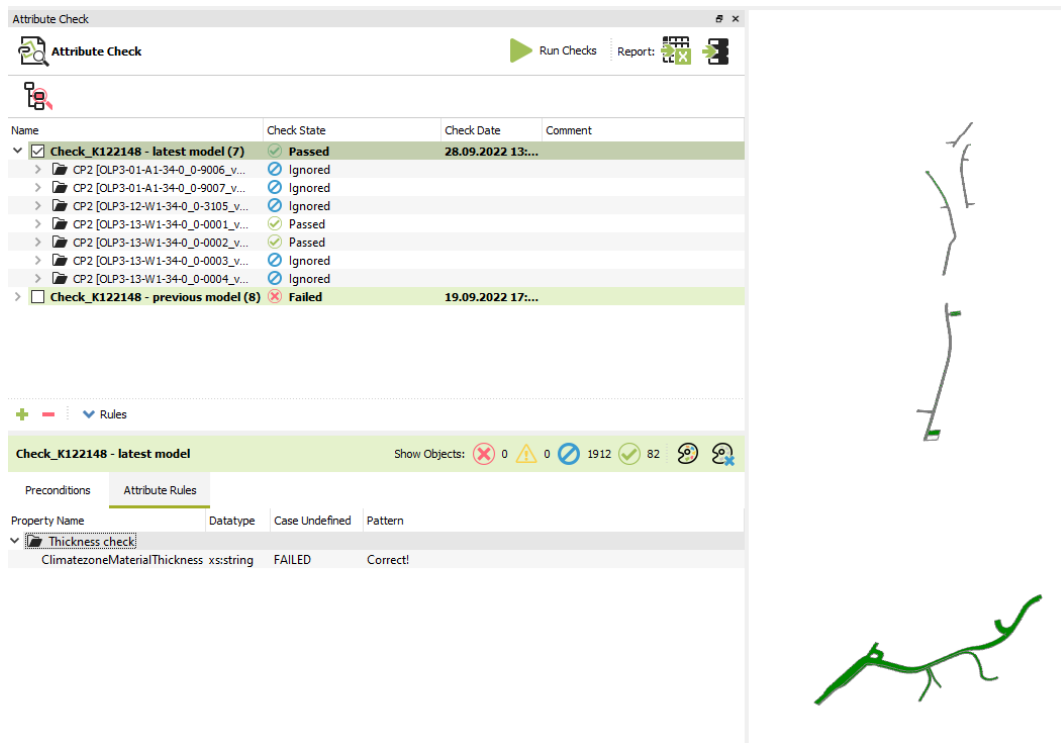 Attribute Check
Attribute Check Run Checks Report:
Name Check State Check Date Comment
Check_K122148 - latest model (7) Passed 28.09.2022 13:...
CP2 [OLP3-01-A1-34-0_0-9006_v... Ignored
CP2 [OLP3-01-A1-34-0_0-9007_v... Ignored
CP2 [OLP3-12-W1-34-0_0-3105_v... Ignored
CP2 [OLP3-13-W1-34-0_0-0001_v... Passed
CP2 [OLP3-13-W1-34-0_0-0002_v... Passed
CP2 [OLP3-13-W1-34-0_0-0003_v... Ignored
CP2 [OLP3-13-W1-34-0_0-0004_v... Ignored
Check_K122148 - previous model (8) Failed 19.09.2022 17:...
Rules
Check_K122148 - latest model Show Objects: 0 0 1912 82
Preconditions Attribute Rules
Property Name Datatype Case Undefined Pattern
Thickness check
ClimatezoneMaterialThickness xs:string FAILED Correct!